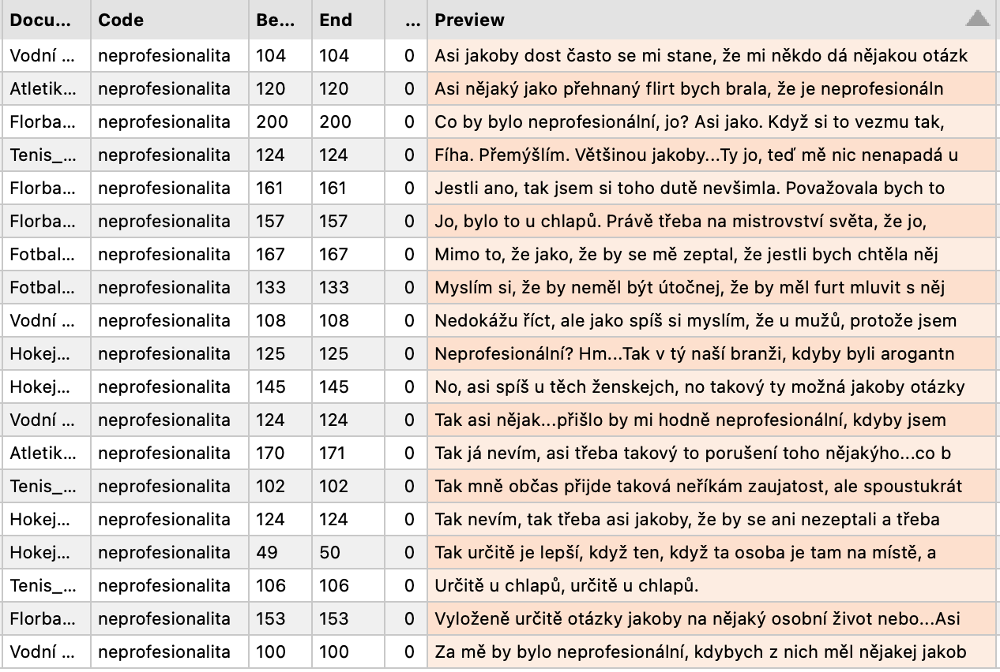 Docu... Code Be... End ... Preview
Vodní ... neprofesionalita 104 104 0 Asi jakoby dost často se mi stane, že mi někdo dá nějakou otázk
Atletik... neprofesionalita 120 120 0 Asi nějaký jako přehnaný flirt bych brala, že je neprofesionáln
Florba... neprofesionalita 200 200 0 Co by bylo neprofesionální, jo? Asi jako. Když si to vezmu tak,
Tenis_... neprofesionalita 124 124 0 Fíha. Přemýšlím. Většinou jakoby...Ty jo, teď mě nic nenapadá u
Florba... neprofesionalita 161 161 0 Jestli ano, tak jsem si toho dutě nevšimla. Považovala bych to
Florba... neprofesionalita 157 157 0 Jo, bylo to u chlapů. Právě třeba na mistrovství světa, že jo,
Fotbal... neprofesionalita 167 167 0 Mimo to, že jako, že by se mě zeptal, že jestli bych chtěla něj
Fotbal... neprofesionalita 133 133 0 Myslím si, že by neměl být útočnej, že by měl furt mluvit s něj
Vodní ... neprofesionalita 108 108 0 Nedokážu říct, ale jako spíš si myslím, že u mužů, protože jsem
Hokej... neprofesionalita 125 125 0 Neprofesionální? Hm...Tak v tý naší branži, kdyby byli arogantn
Hokej... neprofesionalita 145 145 0 No, asi spíš u těch ženskejch, no takový ty možná jakoby otázky
Vodní ... neprofesionalita 124 124 0 Tak asi nějak...přišlo by mi hodně neprofesionální, kdyby jsem
Atletik... neprofesionalita 170 171 0 Tak já nevím, asi třeba takový to porušení toho nějakýho...co b
Tenis_... neprofesionalita 102 102 0 Tak mně občas přijde taková neříkám zaujatost, ale spoustukrát
Hokej... neprofesionalita 124 124 0 Tak nevím, tak třeba asi jakoby, že by se ani nezeptali a třeba
Hokej... neprofesionalita 49 50 0 Tak určitě je lepší, když ten, když ta osoba je tam na místě, a
Tenis_... neprofesionalita 106 106 0 Určitě u chlapů, určitě u chlapů.
Florba... neprofesionalita 153 153 0 Vyloženě určitě otázky jakoby na nějaký osobní život nebo...Asi
Vodní ... neprofesionalita 100 100 0 Za mě by bylo neprofesionální, kdybych z nich měl nějakej jakob